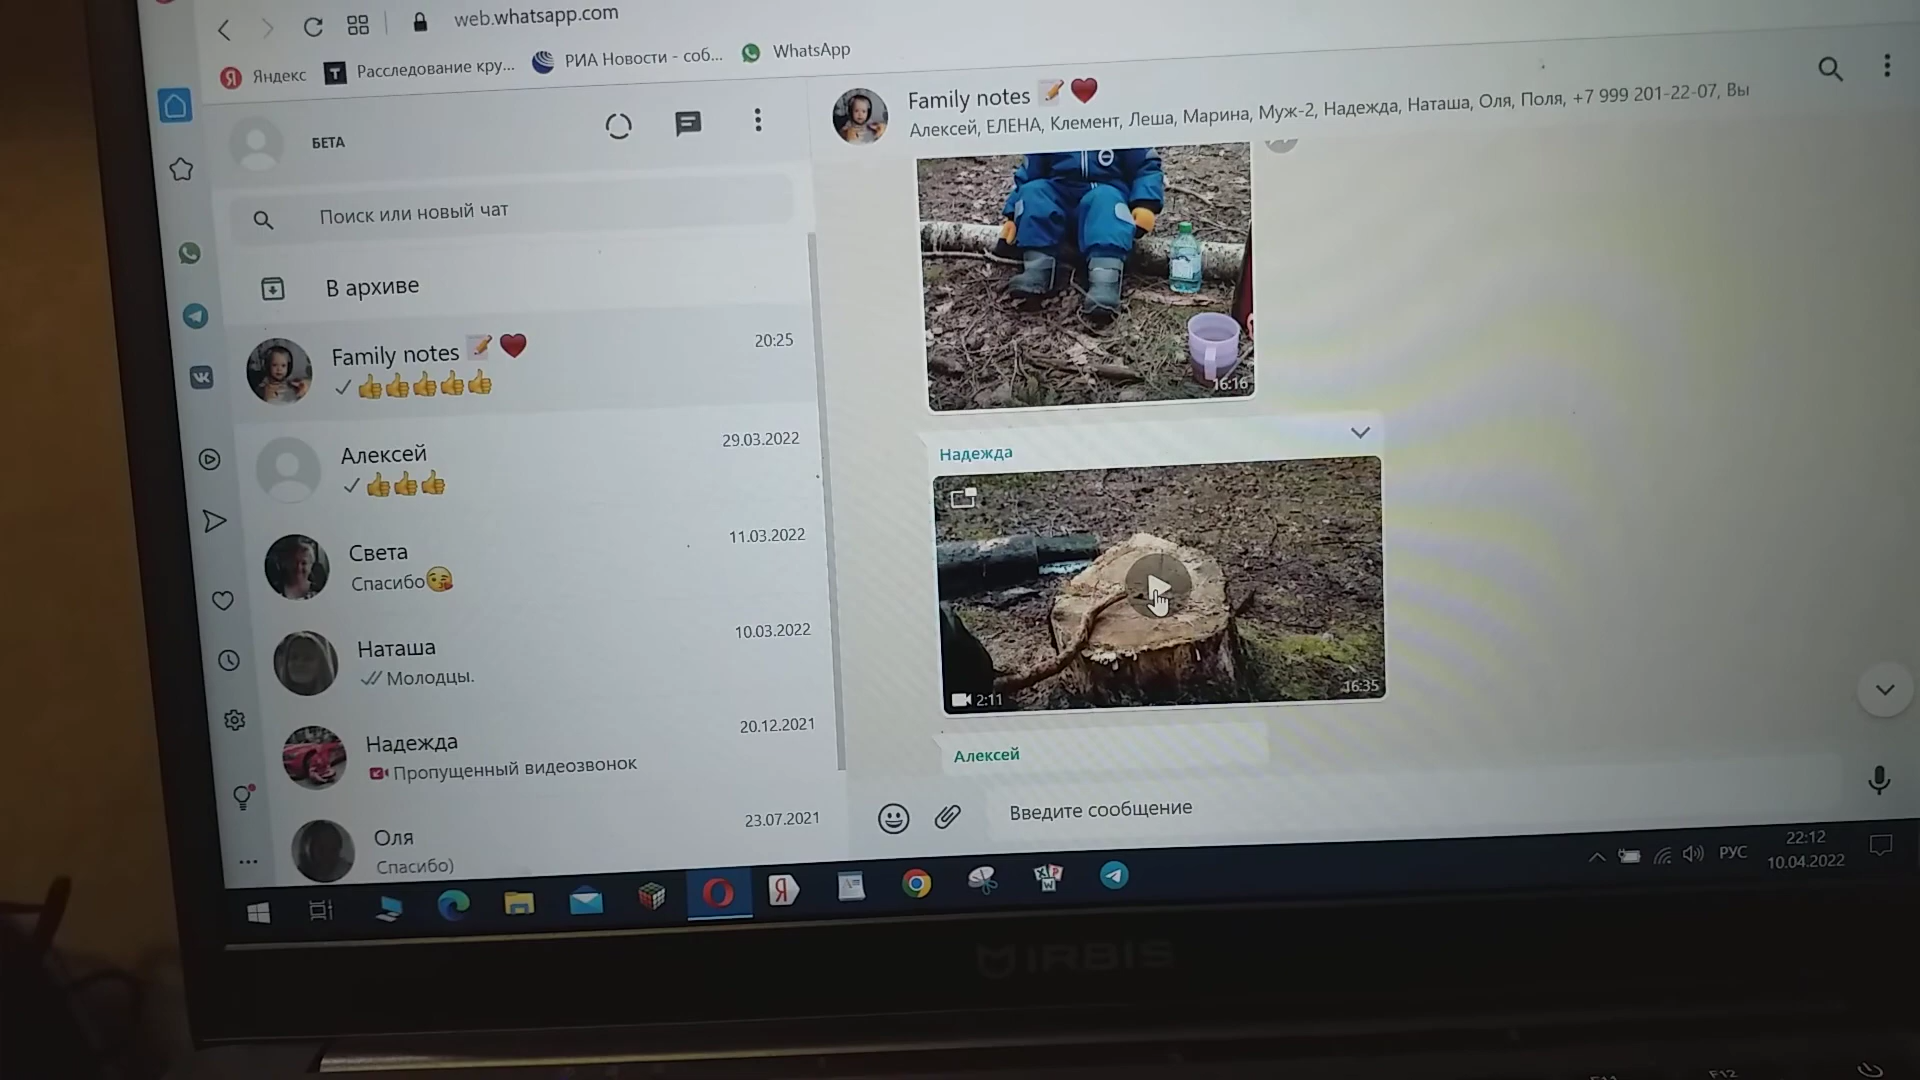 web.whatsapp.com
Яндекс
Расследование кру...
РИА Новости - соб...
WhatsApp
БЕТА
Поиск или новый чат
В архиве
Family notes
20:25
Алексей
29.03.2022
Света
11.03.2022
Спасибо
Наташа
10.03.2022
Молодцы.
Надежда
20.12.2021
Пропущенный видеозвонок
Оля
23.07.2021
Спасибо)
Family notes
Алексей, ЕЛЕНА, Клемент, Леша, Марина, Муж-2, Надежда, Наташа, Оля, Поля, +7 999 201-22-07, Вы
16:16
Надежда
2:11
16:35
Алексей
Введите сообщение
РУС
22:12
10.04.2022
IRBIS
F12